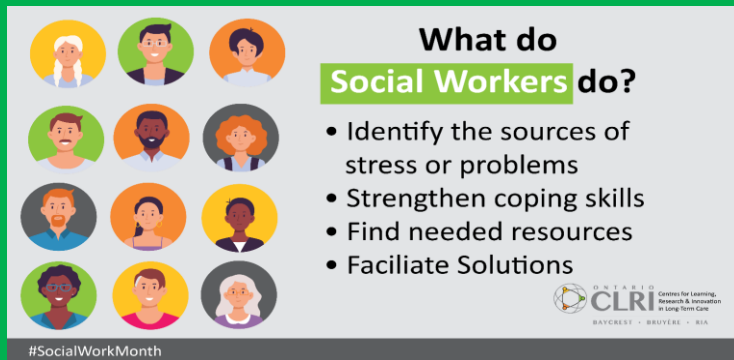 What do
Social Workers do?
• Identify the sources of
stress or problems
• Strengthen coping skills
• Find needed resources
• Faciliate Solutions
ONTARIO
CLRI
Centres for Learning,
Research & Innovation
in Long-Term Care
BAYCREST • BRUYÈRE • RIA
#SocialWorkMonth